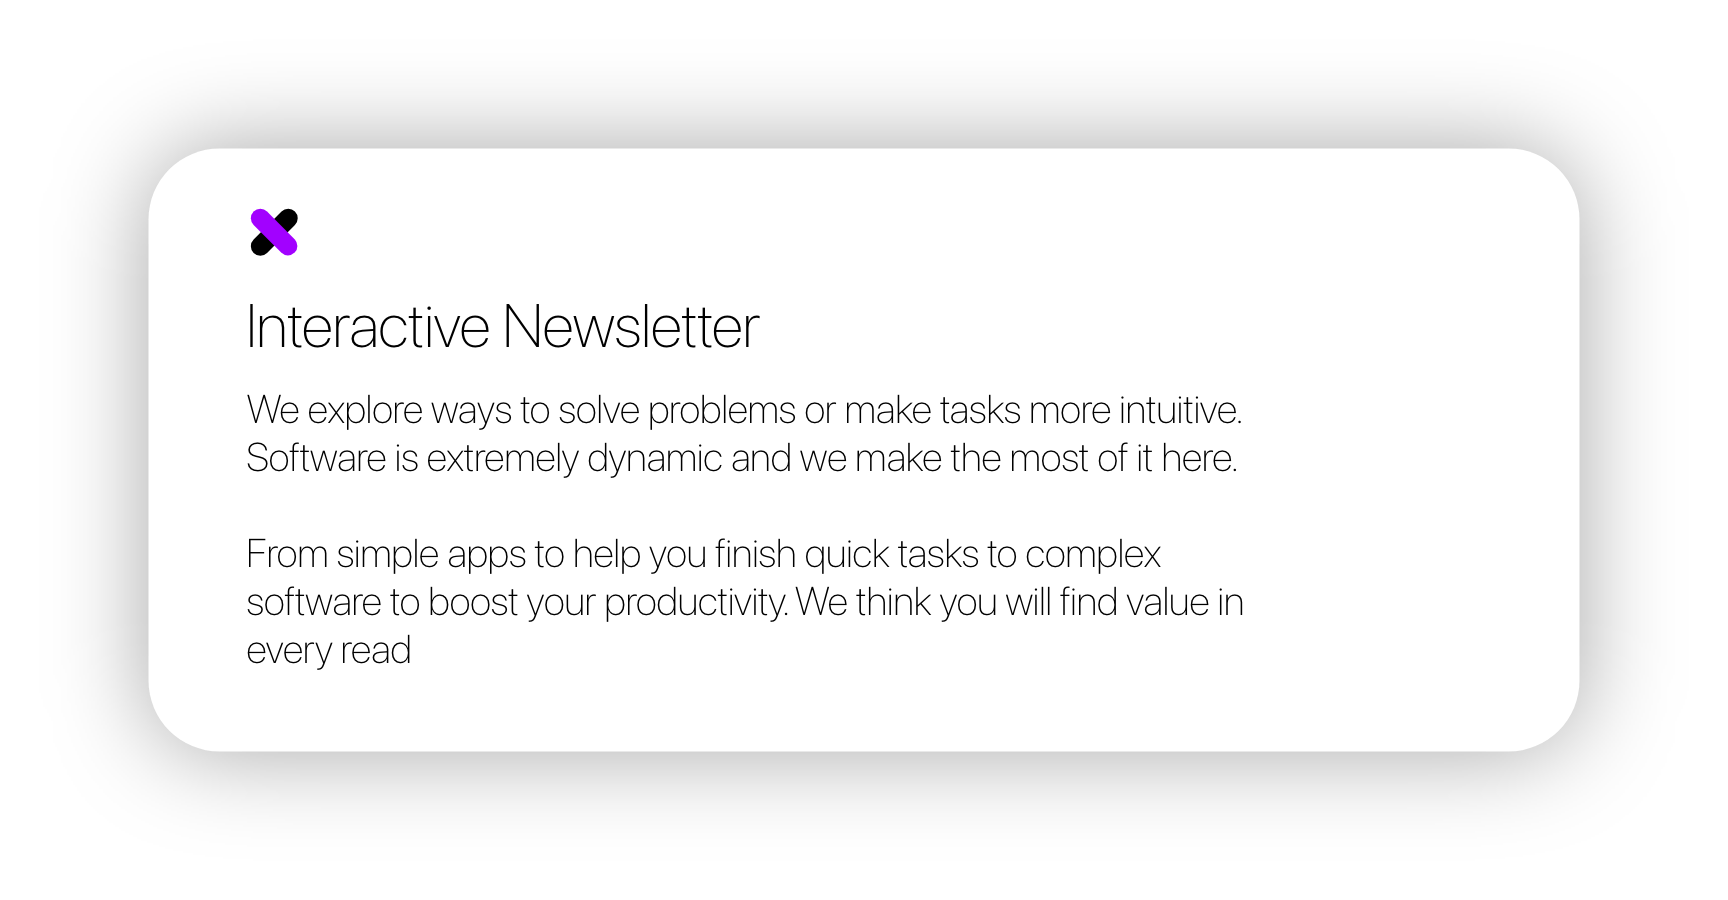 Interactive Newsletter
We explore ways to solve problems or make tasks more intuitive.
Software is extremely dynamic and we make the most of it here.
From simple apps to help you finish quick tasks to complex
software to boost your productivity. We think you will find value in
every read